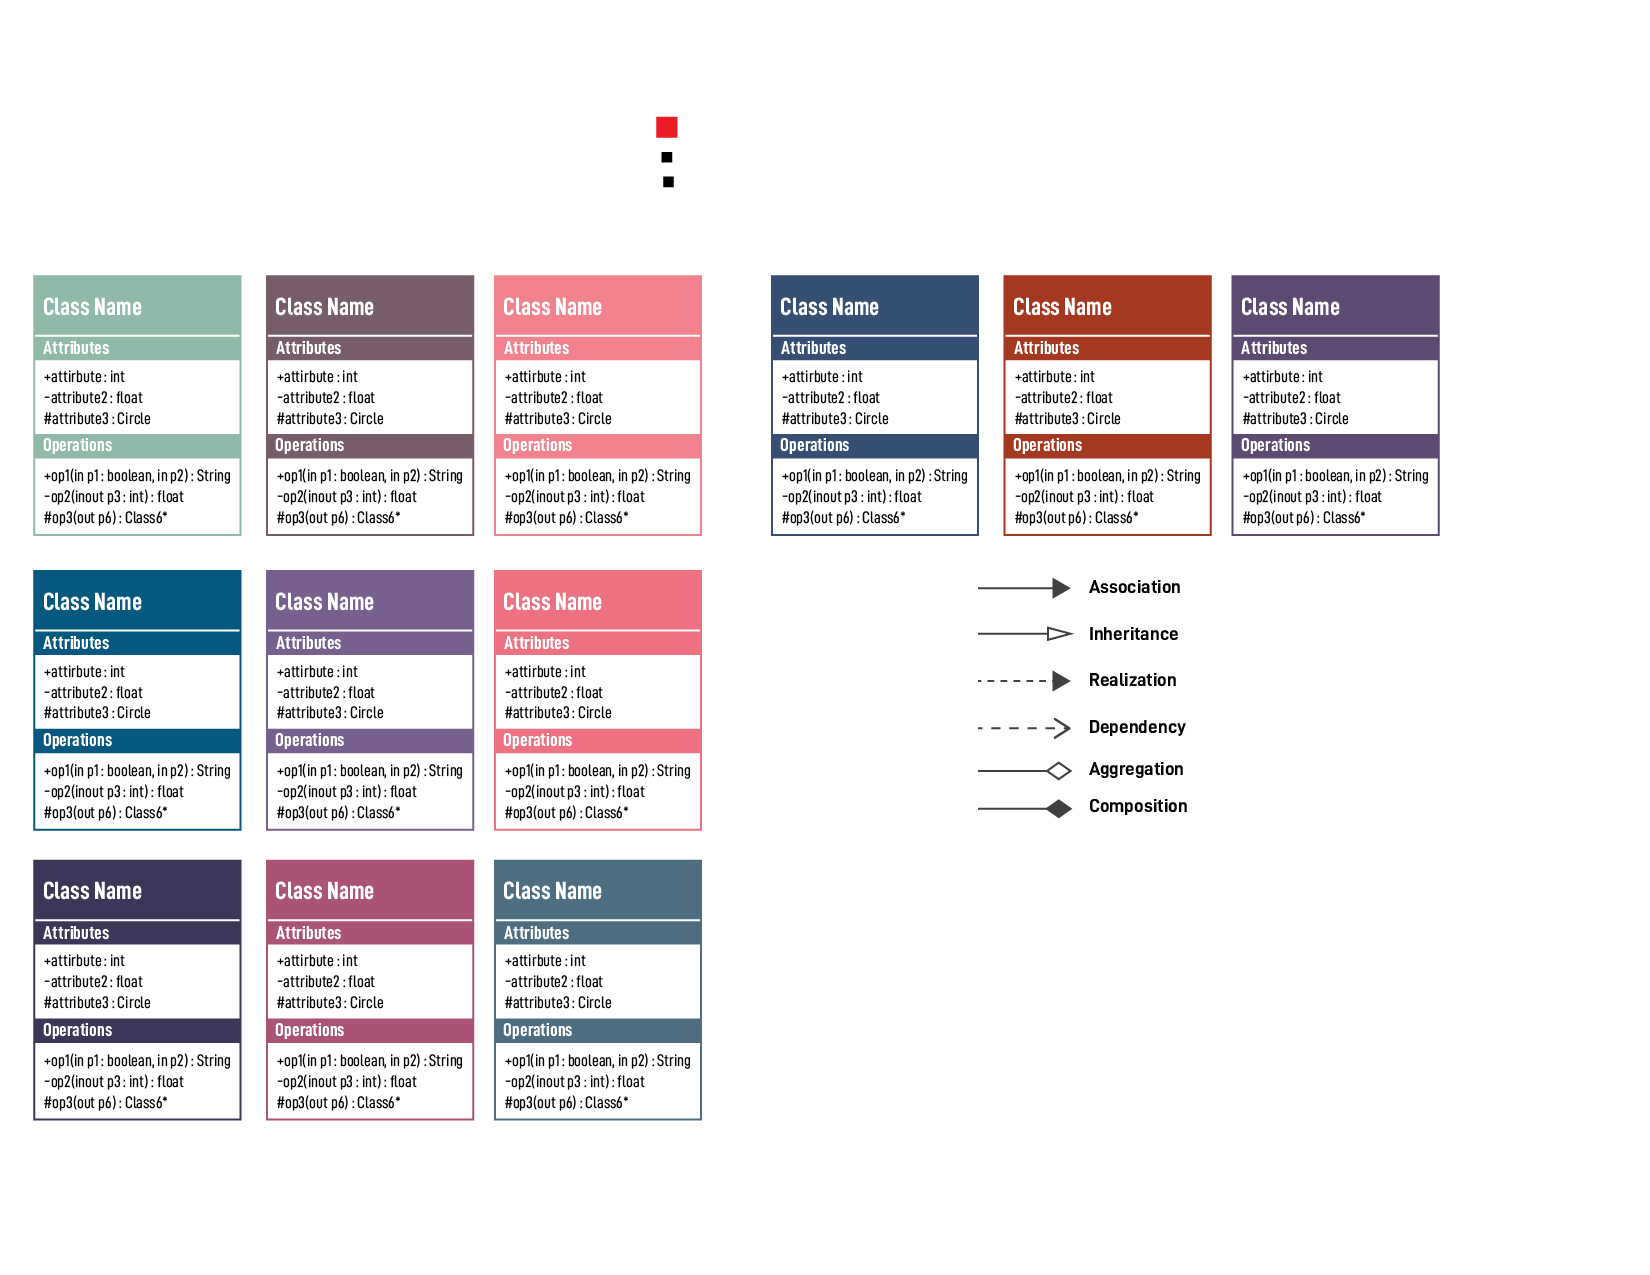 Class Name
Attributes
+attirbute : int
-attribute2 : float
#attribute3 : Circle
Operations
+op1(in p1 : boolean, in p2) : String
-op2(inout p3 : int) : float
#op3(out p6) : Class6*
Class Name
Attributes
+attirbute : int
-attribute2 : float
#attribute3 : Circle
Operations
+op1(in p1 : boolean, in p2) : String
-op2(inout p3 : int) : float
#op3(out p6) : Class6*
Class Name
Attributes
+attirbute : int
-attribute2 : float
#attribute3 : Circle
Operations
+op1(in p1 : boolean, in p2) : String
-op2(inout p3 : int) : float
#op3(out p6) : Class6*
Class Name
Attributes
+attirbute : int
-attribute2 : float
#attribute3 : Circle
Operations
+op1(in p1 : boolean, in p2) : String
-op2(inout p3 : int) : float
#op3(out p6) : Class6*
Class Name
Attributes
+attirbute : int
-attribute2 : float
#attribute3 : Circle
Operations
+op1(in p1 : boolean, in p2) : String
-op2(inout p3 : int) : float
#op3(out p6) : Class6*
Class Name
Attributes
+attirbute : int
-attribute2 : float
#attribute3 : Circle
Operations
+op1(in p1 : boolean, in p2) : String
-op2(inout p3 : int) : float
#op3(out p6) : Class6*
Class Name
Attributes
+attirbute : int
-attribute2 : float
#attribute3 : Circle
Operations
+op1(in p1 : boolean, in p2) : String
-op2(inout p3 : int) : float
#op3(out p6) : Class6*
Class Name
Attributes
+attirbute : int
-attribute2 : float
#attribute3 : Circle
Operations
+op1(in p1 : boolean, in p2) : String
-op2(inout p3 : int) : float
#op3(out p6) : Class6*
Class Name
Attributes
+attirbute : int
-attribute2 : float
#attribute3 : Circle
Operations
+op1(in p1 : boolean, in p2) : String
-op2(inout p3 : int) : float
#op3(out p6) : Class6*
Association
Inheritance
Realization
Dependency
Aggregation
Composition
Class Name
Attributes
+attirbute : int
-attribute2 : float
#attribute3 : Circle
Operations
+op1(in p1 : boolean, in p2) : String
-op2(inout p3 : int) : float
#op3(out p6) : Class6*
Class Name
Attributes
+attirbute : int
-attribute2 : float
#attribute3 : Circle
Operations
+op1(in p1 : boolean, in p2) : String
-op2(inout p3 : int) : float
#op3(out p6) : Class6*
Class Name
Attributes
+attirbute : int
-attribute2 : float
#attribute3 : Circle
Operations
+op1(in p1 : boolean, in p2) : String
-op2(inout p3 : int) : float
#op3(out p6) : Class6*